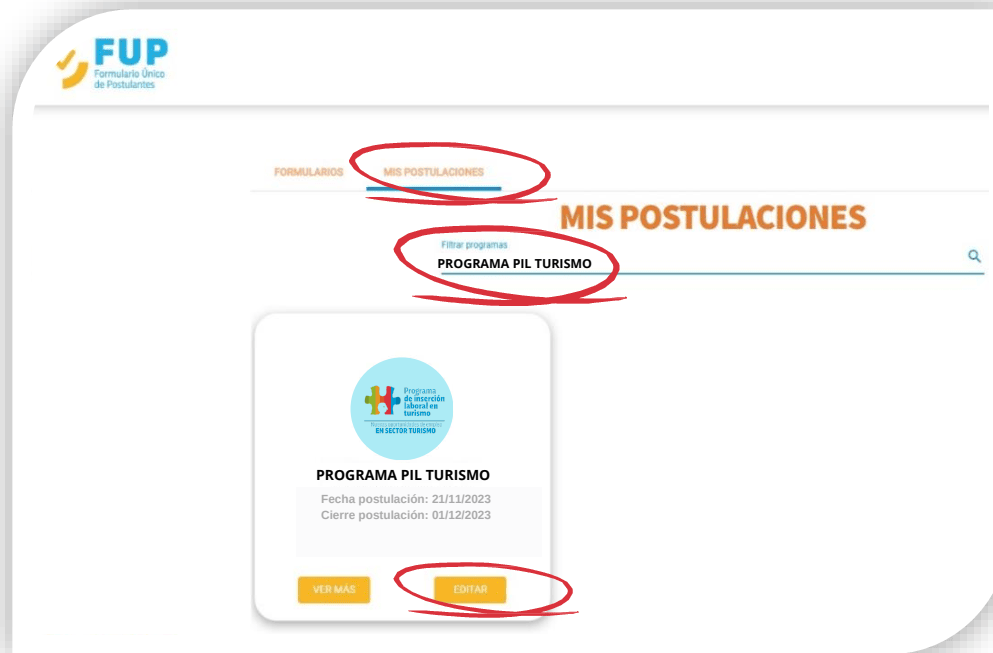 FUP
Formulario Único
de Postulantes
FORMULARIOS MIS POSTULACIONES
MIS POSTULACIONES
Filtrar programas
PROGRAMA PIL TURISMO
Programa
de inserción
laboral en
turismo
EN SECTOR TURISMO
PROGRAMA PIL TURISMO
Fecha postulación: 21/11/2023
Cierre postulación: 01/12/2023
VER MÁS EDITAR